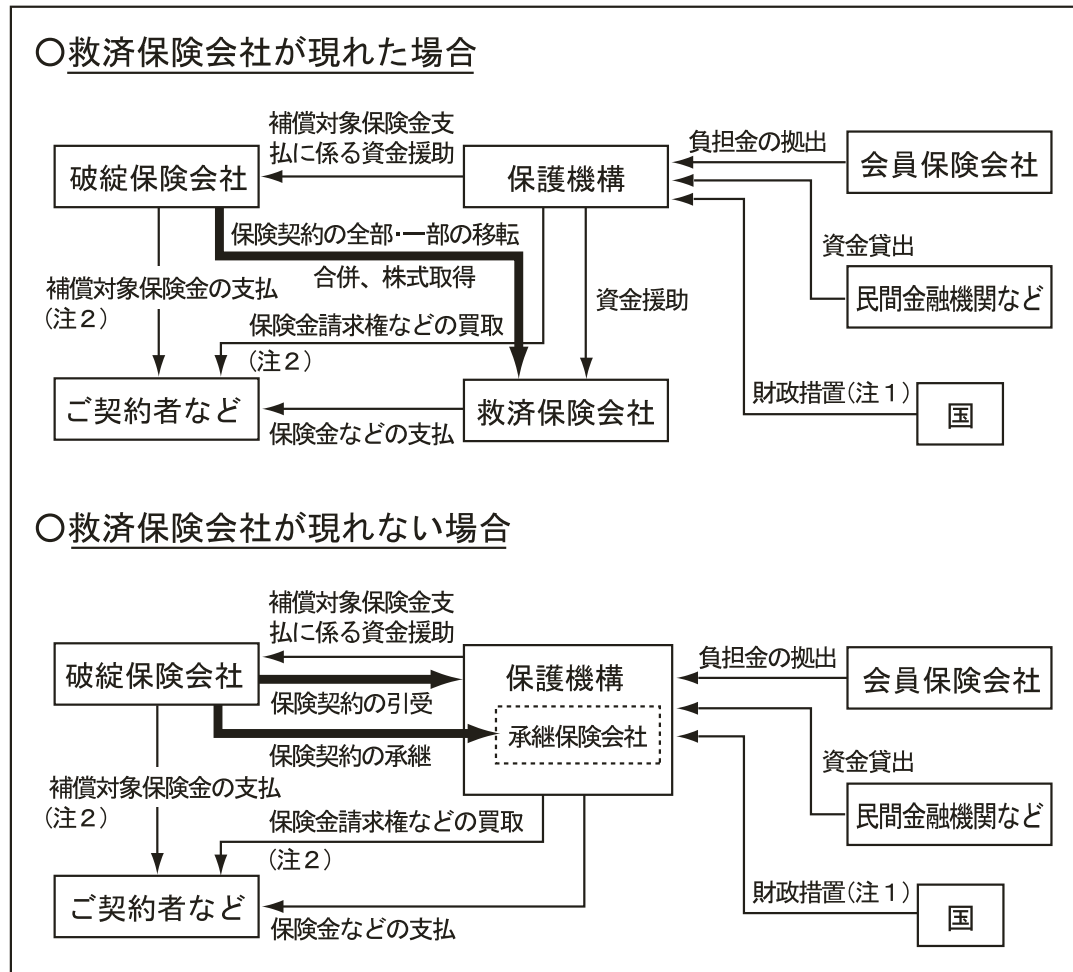 ○救済保険会社が現れた場合
補償対象保険金支
払に係る資金援助
負担金の拠出
会員保険会社
破綻保険会社
保護機構
保険契約の全部・一部の移転
合併、株式取得
資金貸出
補償対象保険金の支払
(注2)
資金援助
民間金融機関など
保険金請求権などの買取
(注2)
ご契約者など
救済保険会社
財政措置(注1)
国
保険金などの支払
○救済保険会社が現れない場合
補償対象保険金支
払に係る資金援助
負担金の拠出
会員保険会社
破綻保険会社
保護機構
保険契約の引受
承継保険会社
保険契約の承継
資金貸出
補償対象保険金の支払
(注2)
民間金融機関など
保険金請求権などの買取
(注2)
財政措置(注1)
ご契約者など
国
保険金などの支払